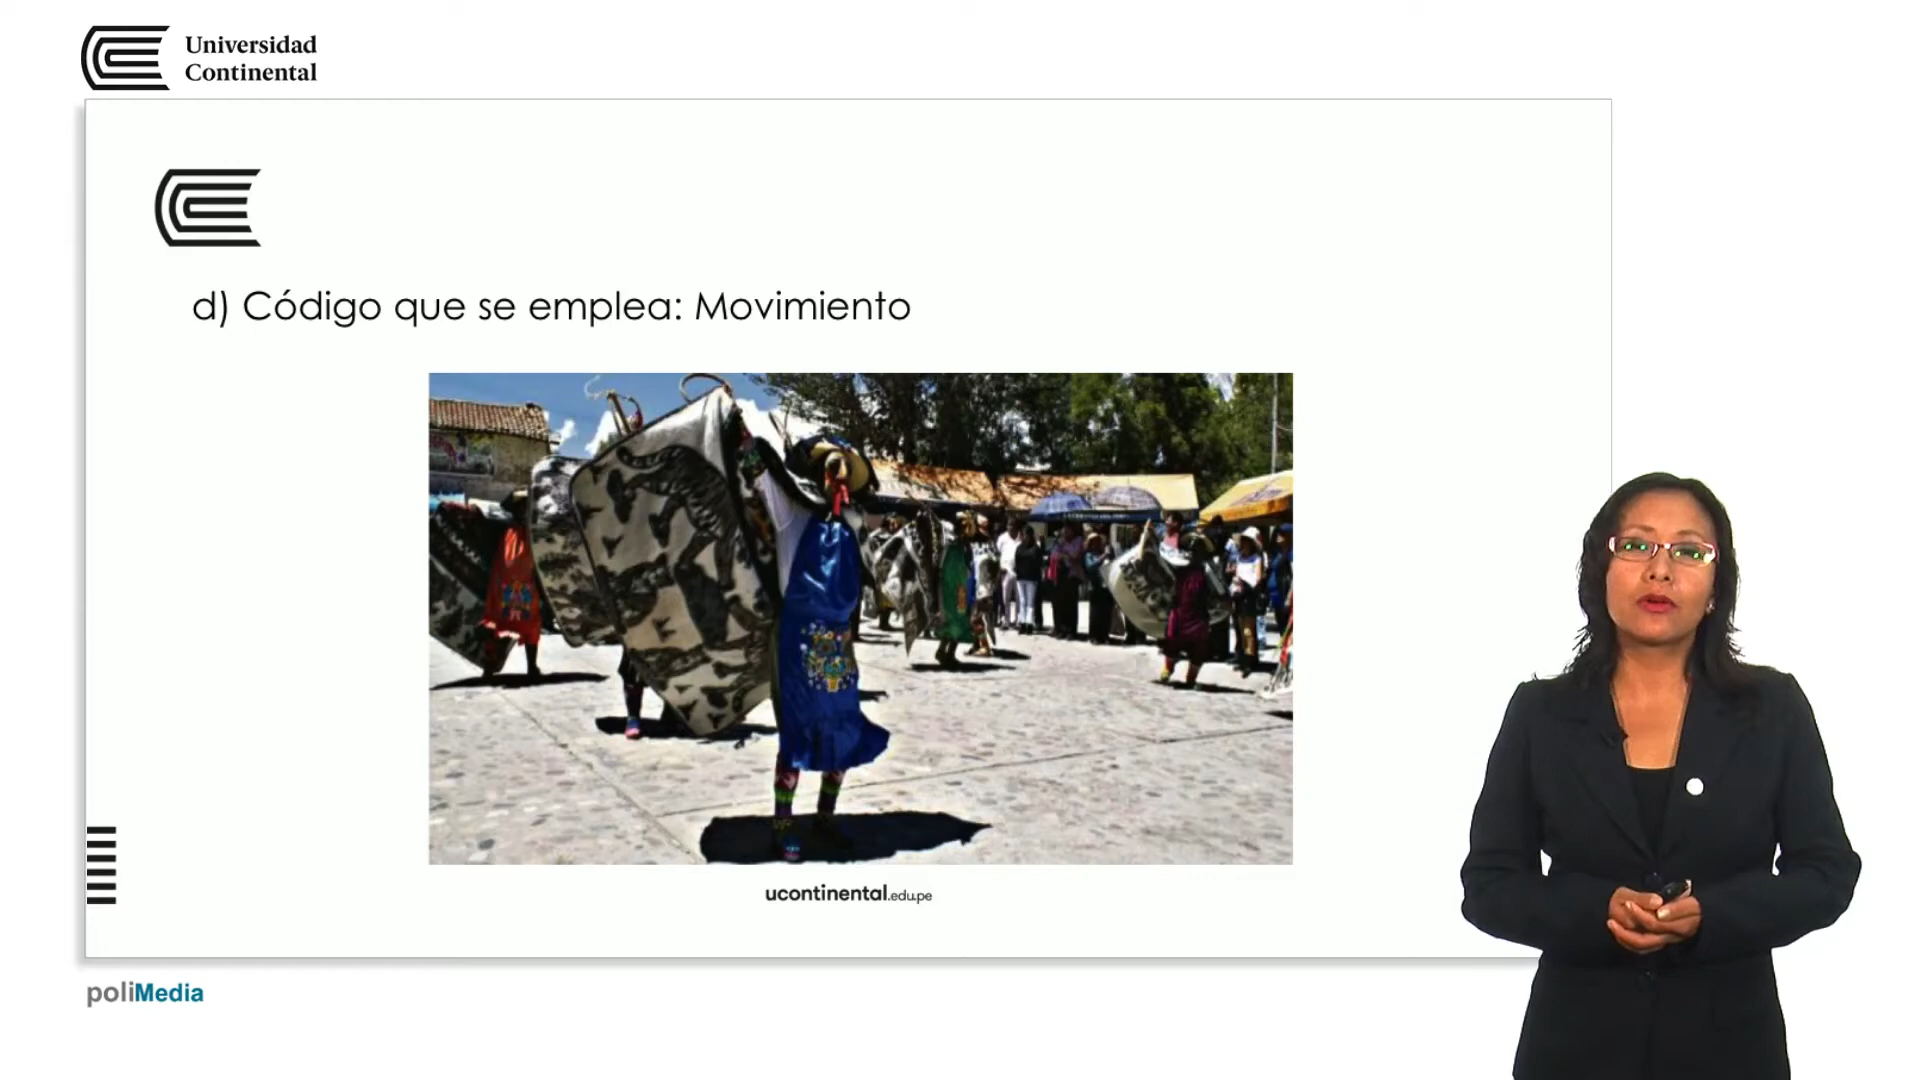 Universidad
Continental
d) Código que se emplea: Movimiento
ucontinental.edu.pe
poliMedia